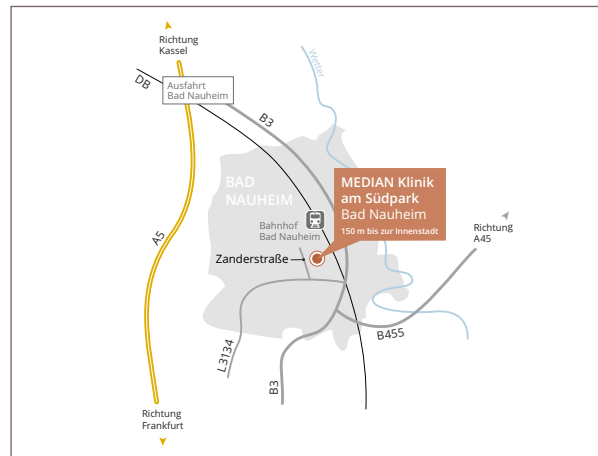 Richtung
Kassel
DB
Ausfahrt
Bad Nauheim
B3
Wetter
BAD
NAUHEIM
MEDIAN Klinik
am Südpark
Bad Nauheim
150 m bis zur Innenstadt
Bahnhof
Bad Nauheim
Richtung
A45
A5
Zanderstraße
B455
L3134
B3
Richtung
Frankfurt